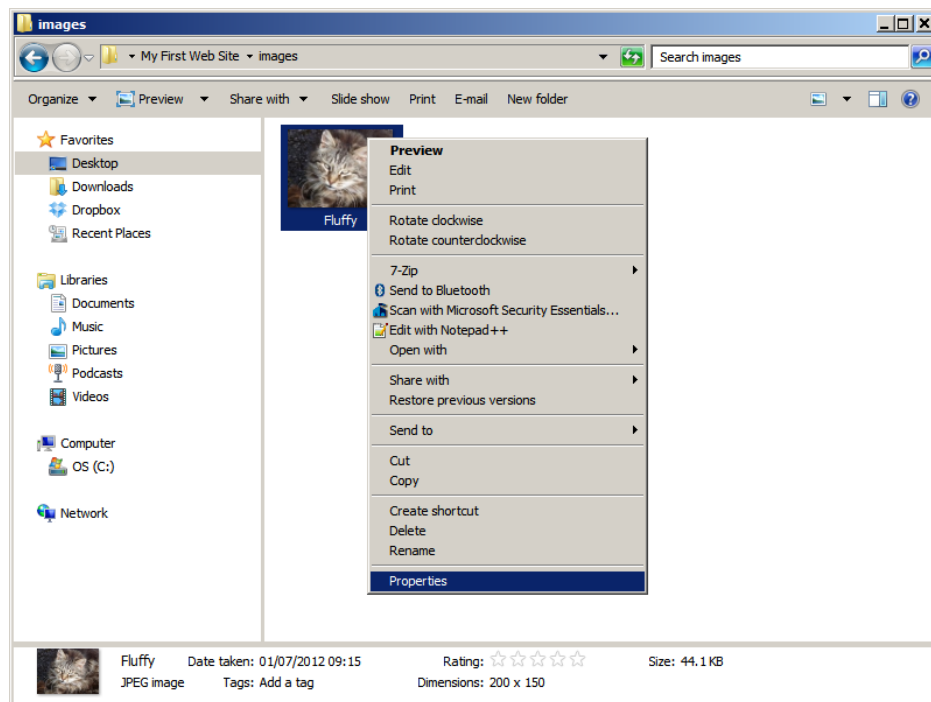 images
My First Web Site images
Search images
Organize Preview Share with Slide show Print E-mail New folder
Favorites
Desktop
Downloads
Dropbox
Recent Places
Libraries
Documents
Music
Pictures
Podcasts
Videos
Computer
OS (C:)
Network
Fluffy
Preview
Edit
Print
Rotate clockwise
Rotate counterclockwise
7-Zip
Send to Bluetooth
Scan with Microsoft Security Essentials...
Edit with Notepad++
Open with
Share with
Restore previous versions
Send to
Cut
Copy
Create shortcut
Delete
Rename
Properties
Fluffy Date taken: 01/07/2012 09:15 Rating: Size: 44.1 KB
JPEG image Tags: Add a tag Dimensions: 200 x 150